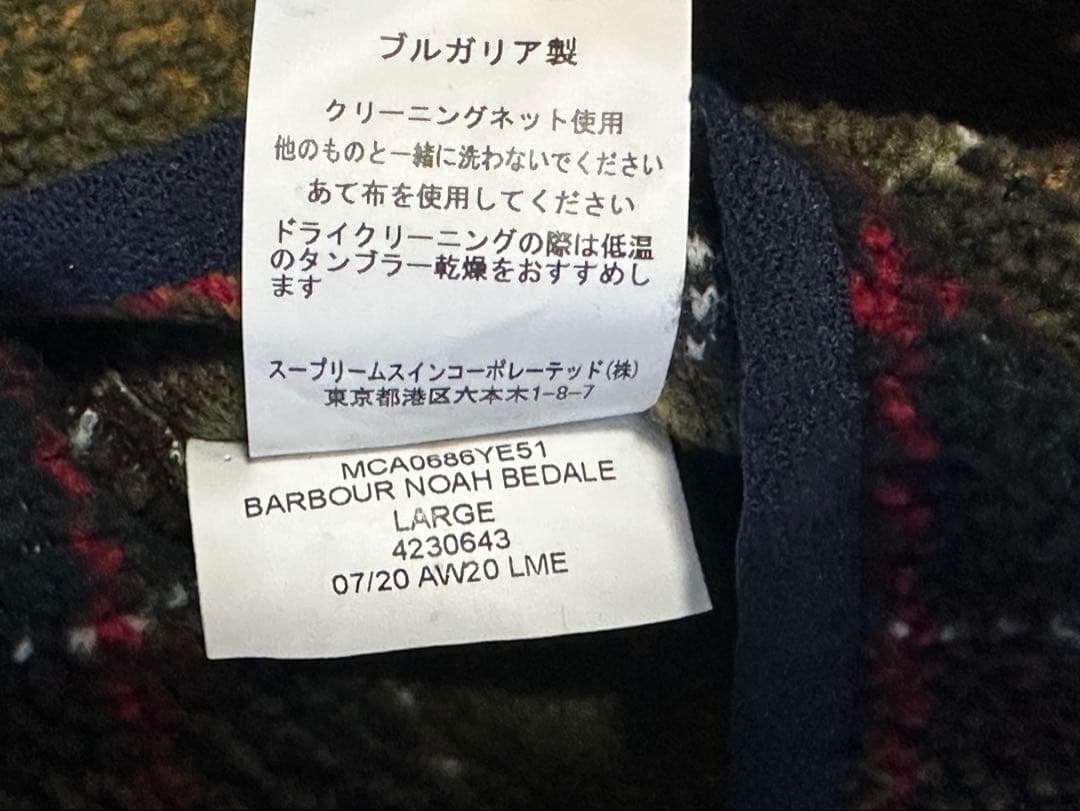 ブルガリア製
クリーニングネット使用
他のものと一緒に洗わないでください
あて布を使用してください
ドライクリーニングの際は低温
のタンブラー乾燥をおすすめし
ます
スープリームスインコーポレーテッド(株)
東京都港区六本木1-8-7
MCA0686YE51
BARBOUR NOAH BEDALE
LARGE
4230643
07/20 AW20 LME